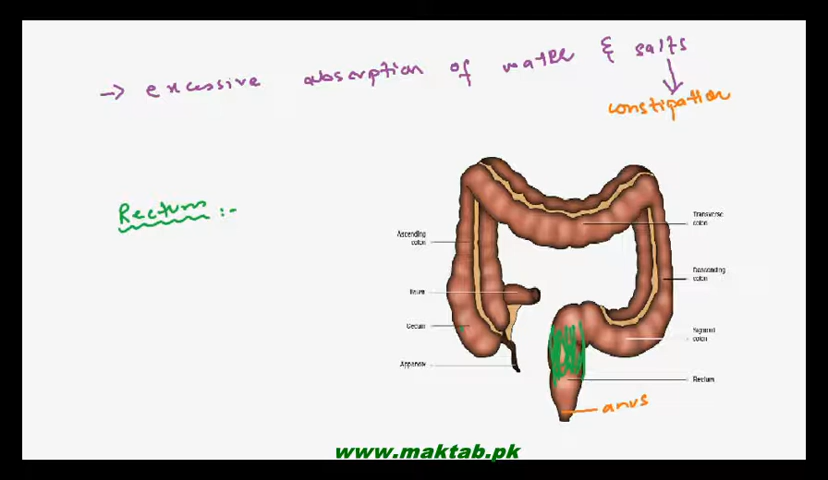 → excessive absorption of water & salts
constipation
Rectum :-
Transverse
colon
Ascending
colon
Descending
colon
Ileum
Cecum
Sigmoid
colon
Appendix
Rectum
anus
www.maktab.pk